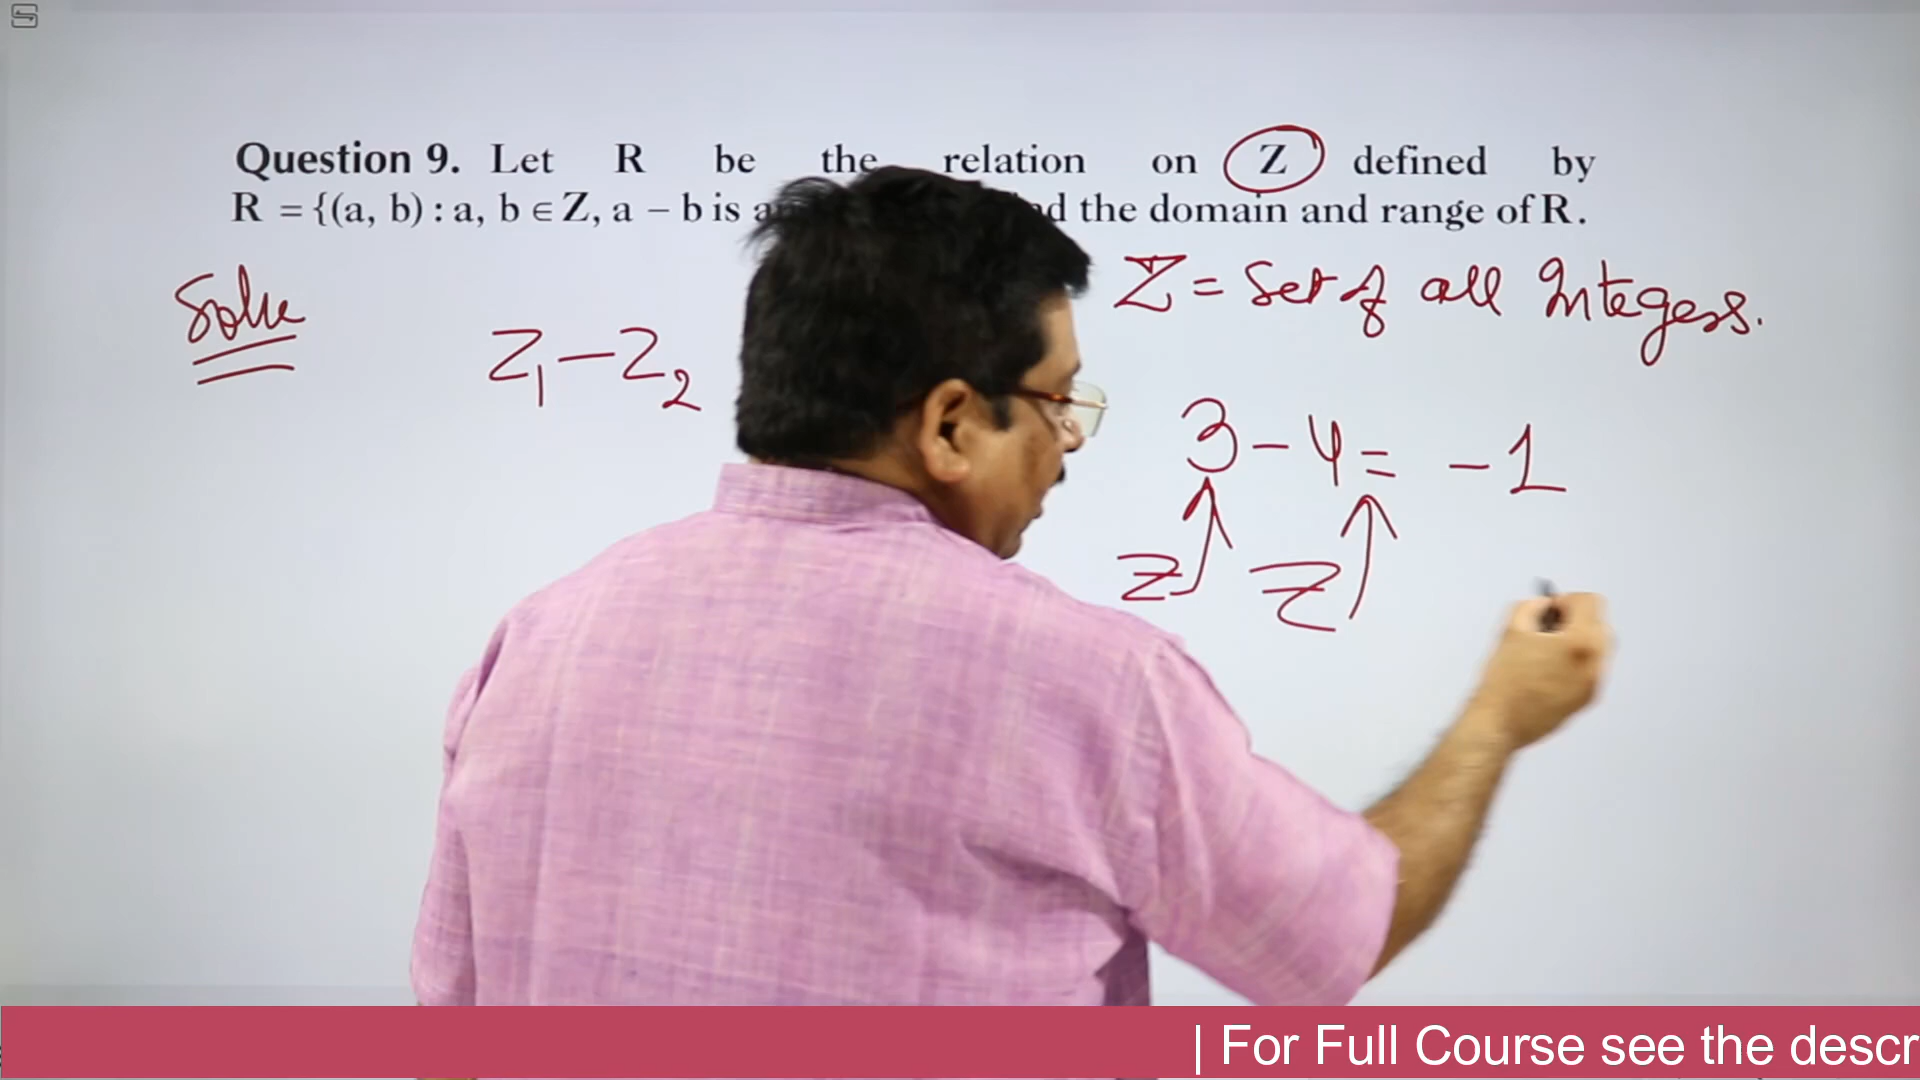 Question 9. Let R be the relation on Z defined by
R = {(a, b) : a, b ∈ Z, a – b is the domain and range of R.
Solu
Z = Set of all Integers.
Z1 – Z2
3 – 4 = – 1
Z Z
| For Full Course see the descr